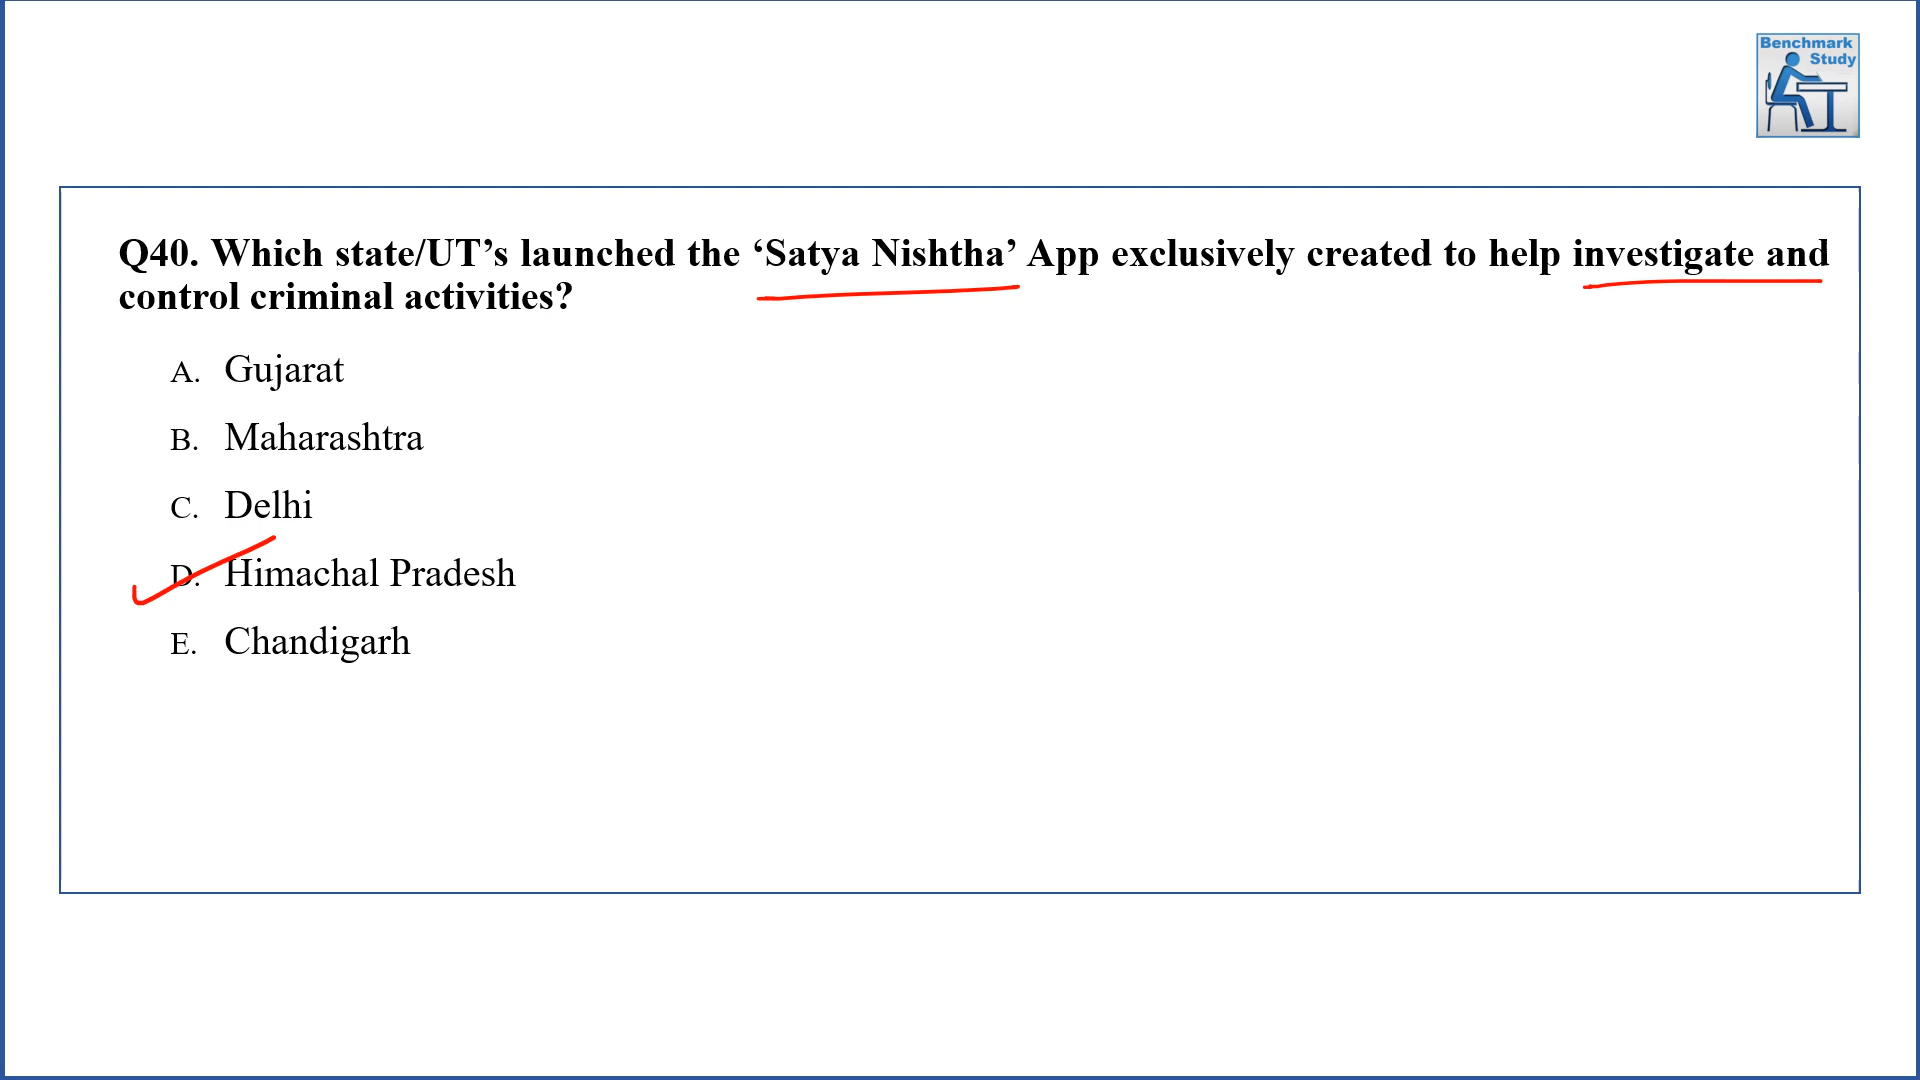 Benchmark
Study
Q40. Which state/UT’s launched the ‘Satya Nishtha’ App exclusively created to help investigate and
control criminal activities?
A. Gujarat
B. Maharashtra
C. Delhi
D. Himachal Pradesh
E. Chandigarh